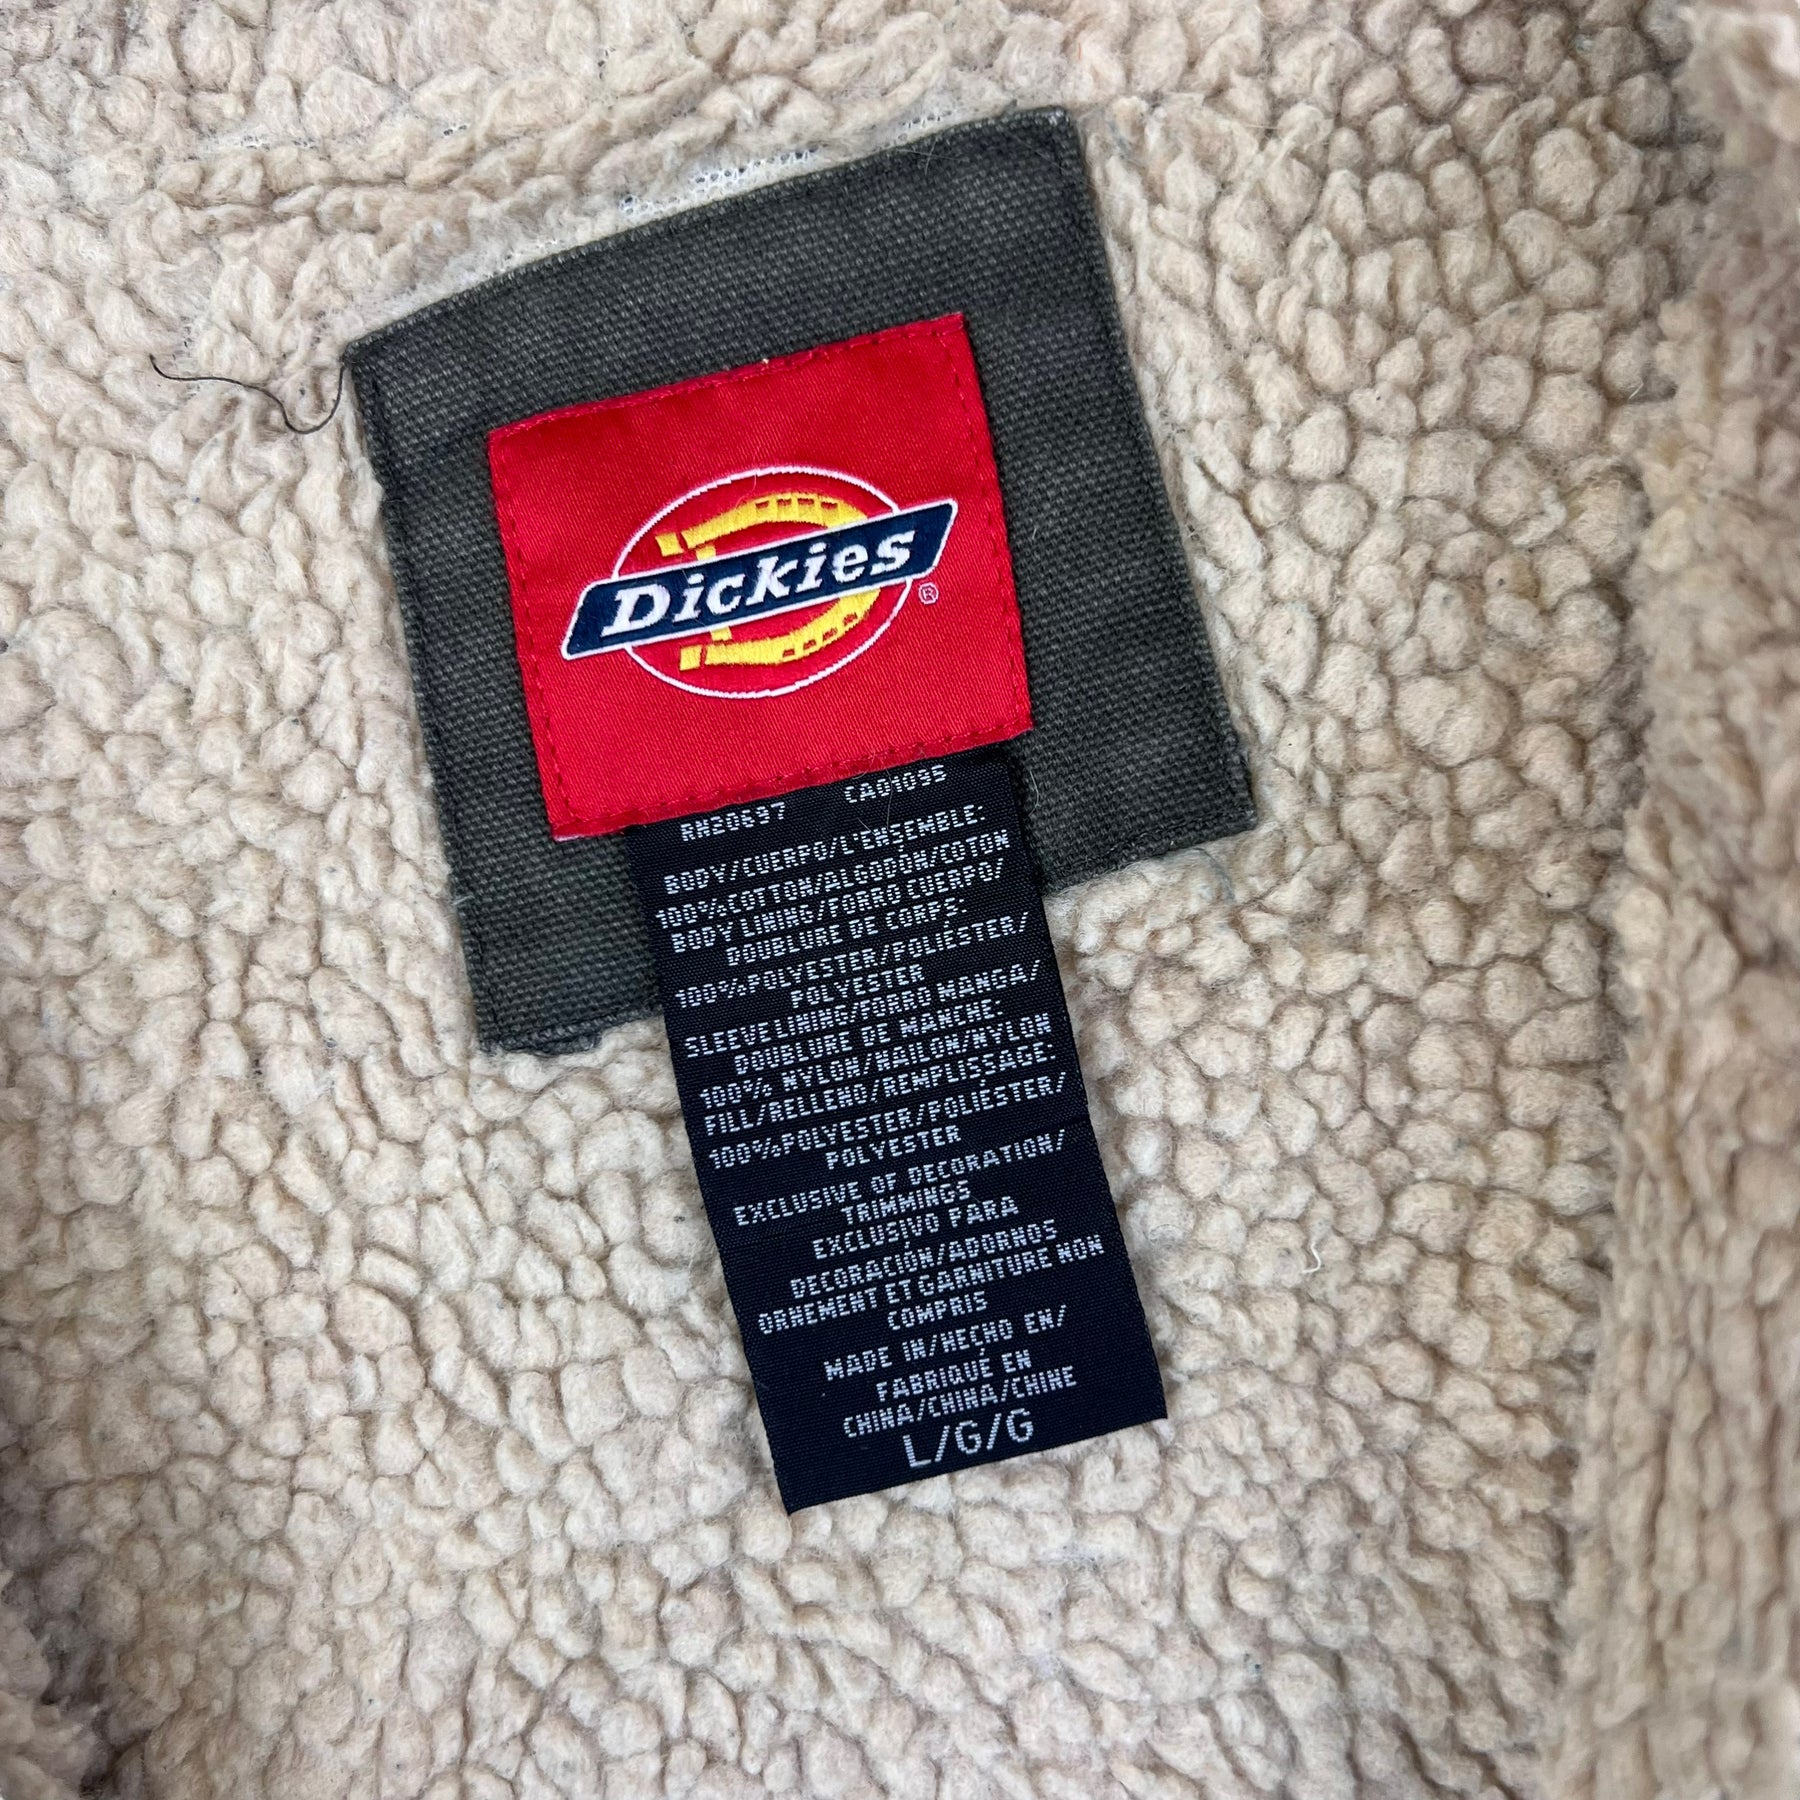 Dickies®
RN20697 CA01095
BODY/CUERPO/L'ENSEMBLE:
100%COTTON/ALGODÓN/COTON
BODY LINING/FORRO CUERPO/
DOUBLURE DE CORPS:
100%POLYESTER/POLIÉSTER/
POLYESTER
SLEEVELINING/FORRO MANGA/
DOUBLURE DE MANCHE:
100% NYLON/NAILON/NYLON
FILL/RELLENO/REMPLISSAGE:
100%POLYESTER/POLIÉSTER/
POLYESTER
EXCLUSIVE OF DECORATION/
TRIMMINGS
EXCLUSIVO PARA
DECORACIÓN/ADORNOS
ORNEMENT ET GARNITURE NON
COMPRIS
MADE IN/HECHO EN/
FABRIQUÉ EN
CHINA/CHINA/CHINE
L/G/G